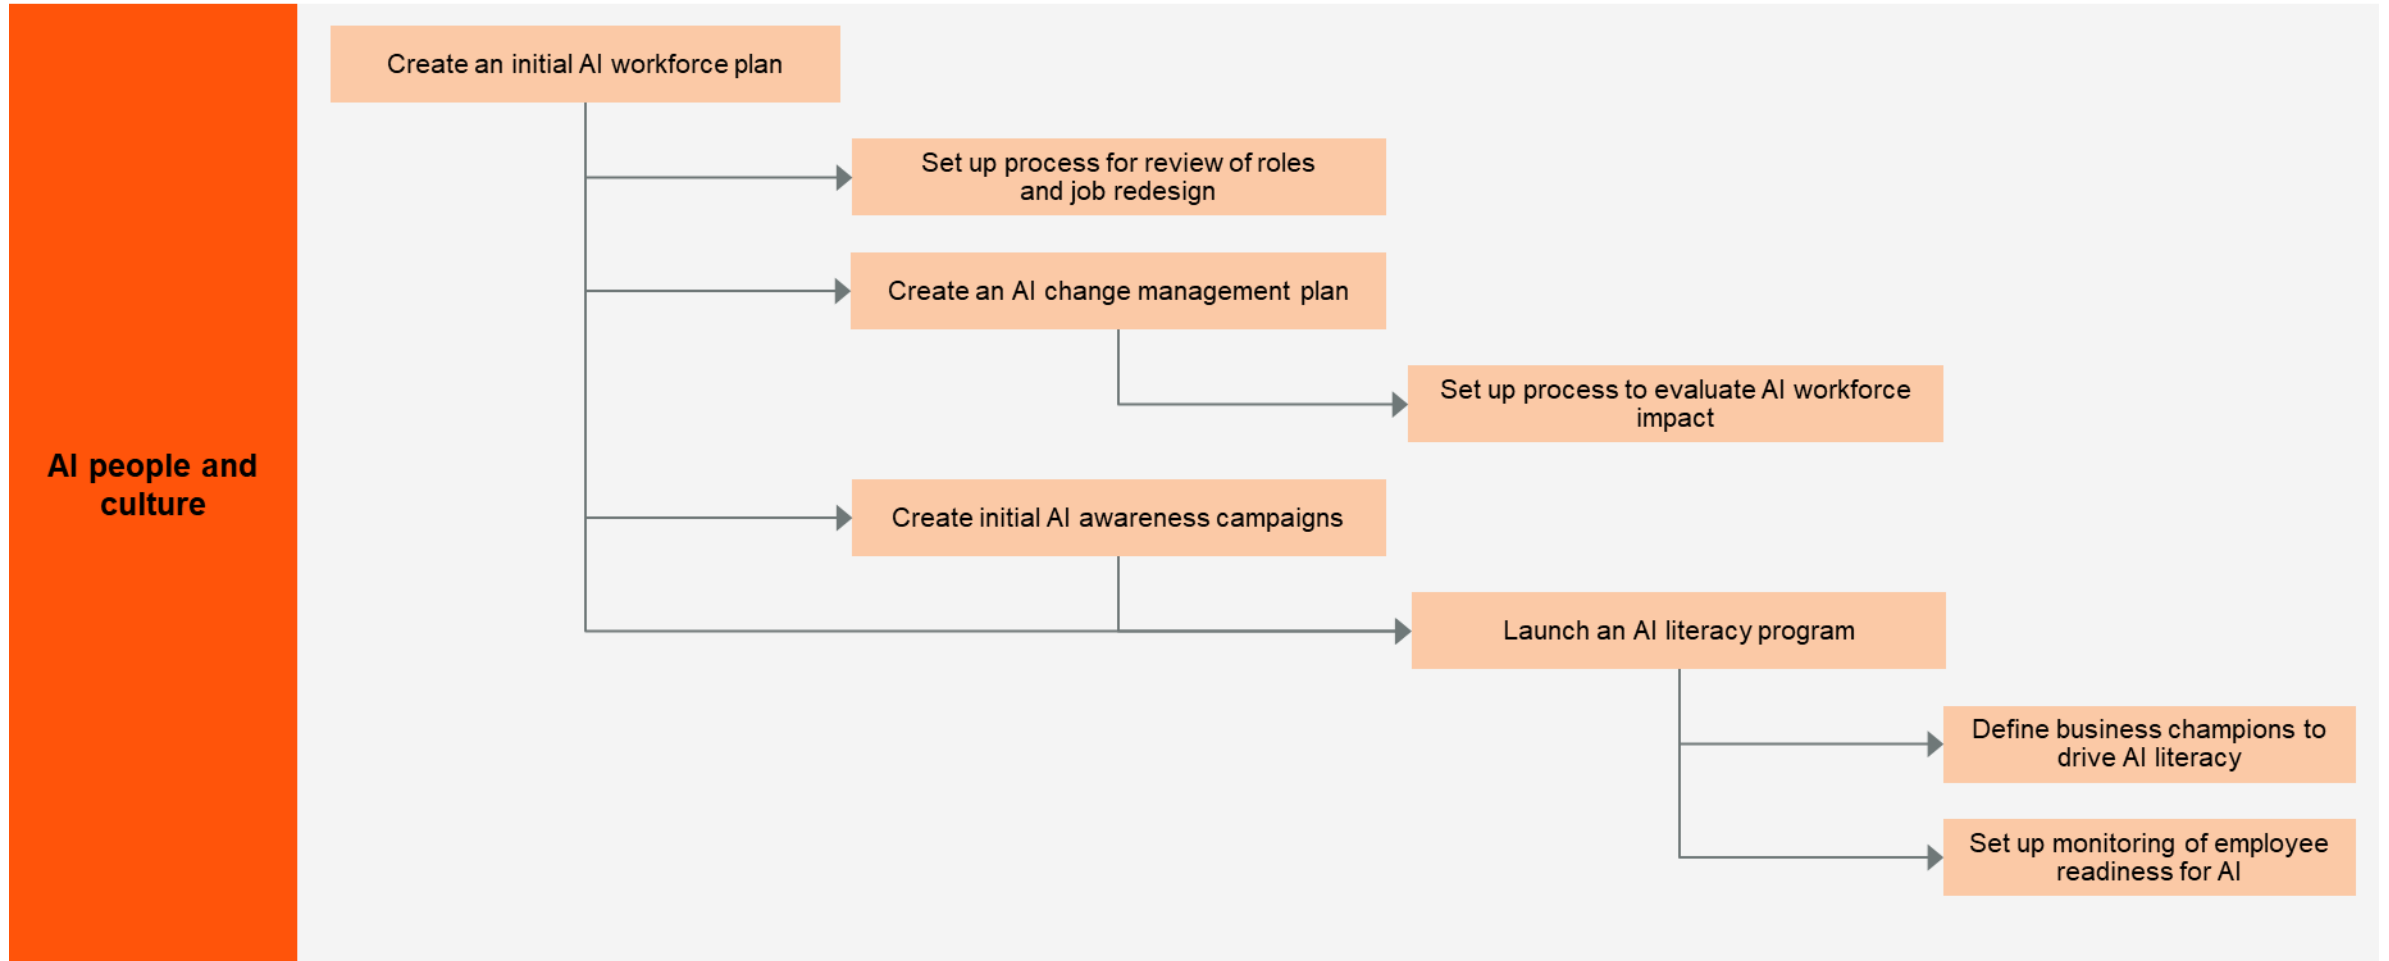 Create an initial AI workforce plan
Set up process for review of roles
and job redesign
Create an AI change management plan
Set up process to evaluate AI workforce
impact
AI people and
culture
Create initial AI awareness campaigns
Launch an AI literacy program
Define business champions to
drive AI literacy
Set up monitoring of employee
readiness for AI